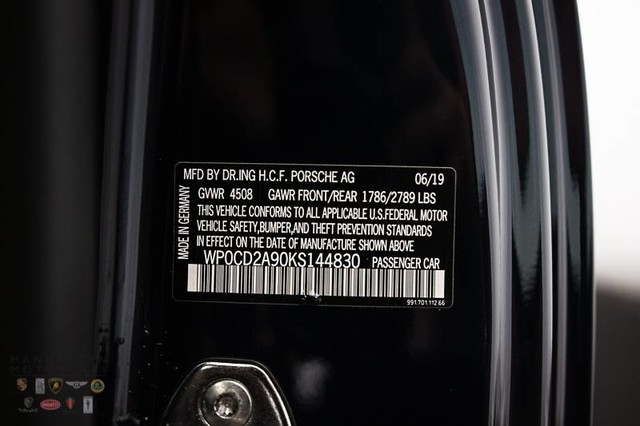 MFD BY DR.ING H.C.F. PORSCHE AG 06/19
GVWR 4508 GAWR FRONT/REAR 1786/2789 LBS
THIS VEHICLE CONFORMS TO ALL APPLICABLE U.S.FEDERAL MOTOR
VEHICLE SAFETY,BUMPER,AND THEFT PREVENTION STANDARDS
IN EFFECT ON THE DATE OF MANUFACTURE SHOWN ABOVE
WP0CD2A90KS144830 PASSENGER CAR
991.701.112 66
MADE IN GERMANY